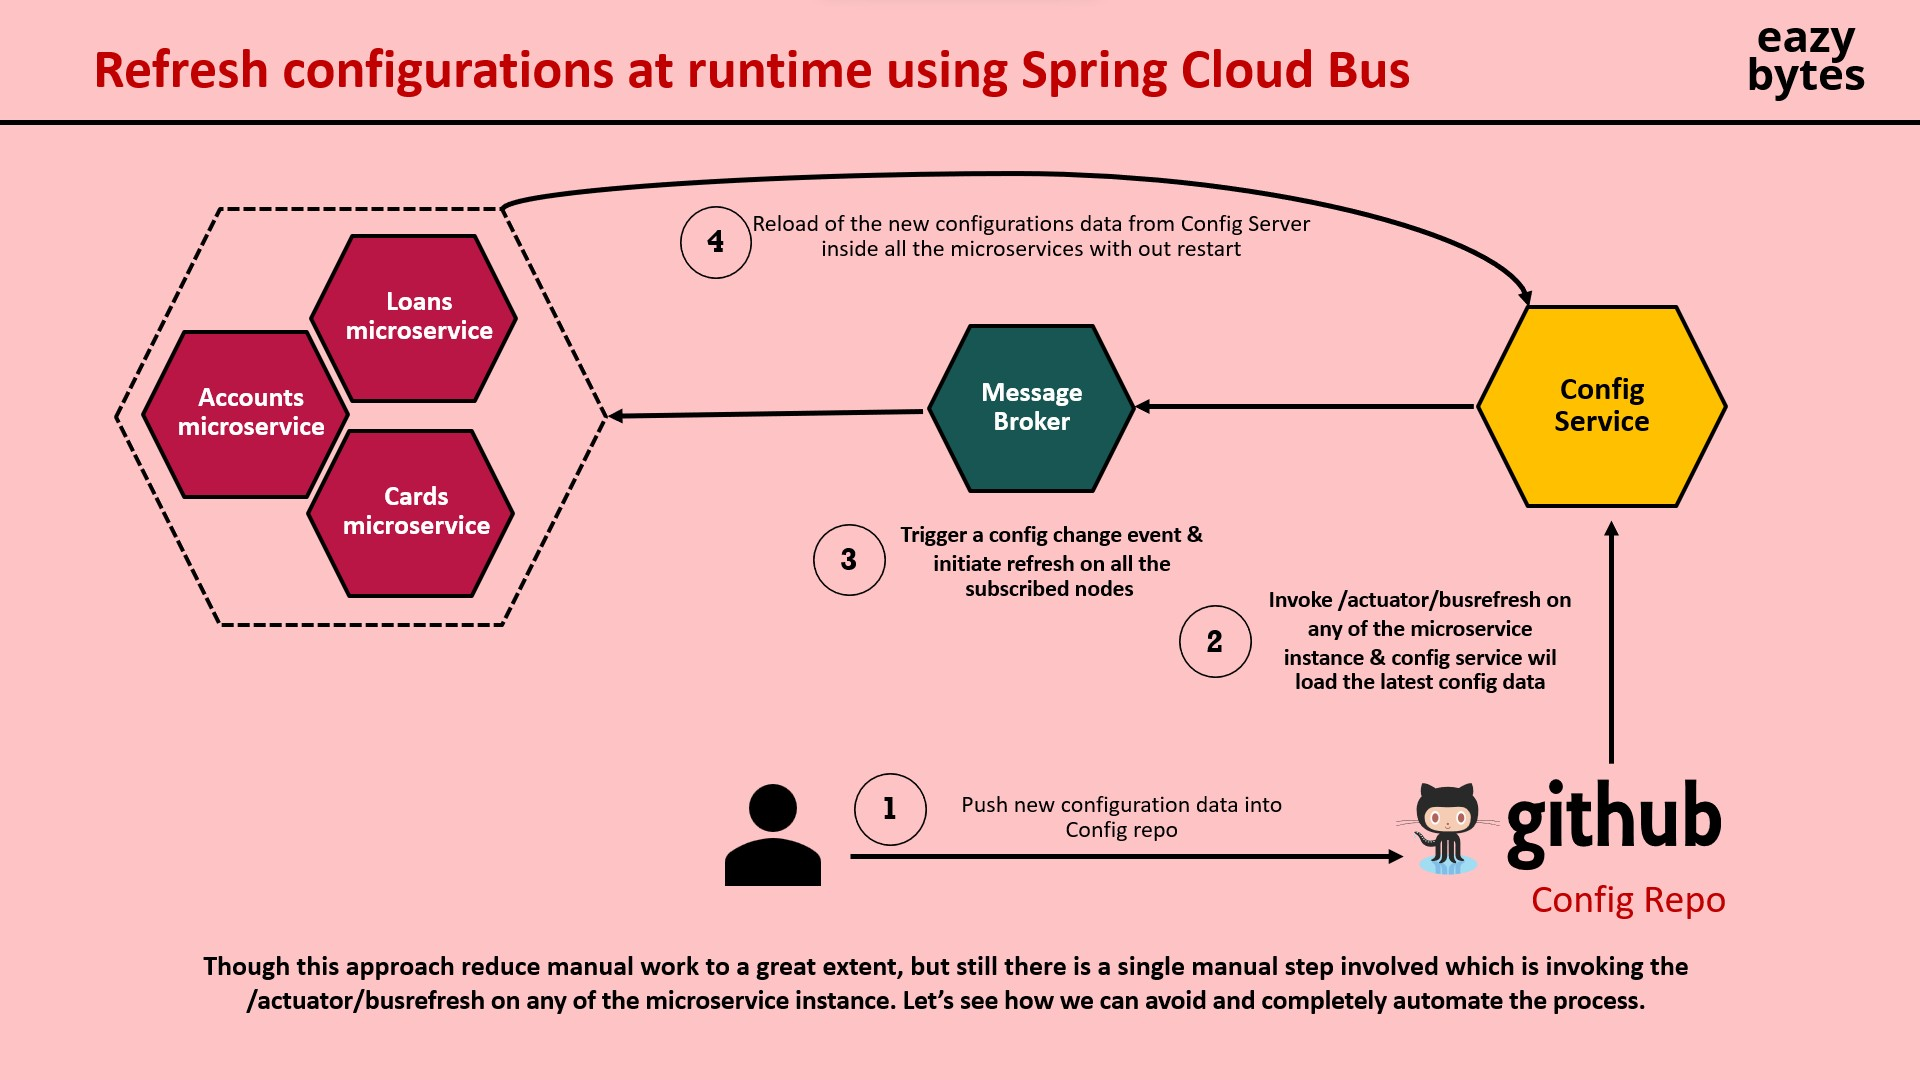 Refresh configurations at runtime using Spring Cloud Bus
eazy
bytes
4
Reload of the new configurations data from Config Server
inside all the microservices with out restart
Loans
microservice
Accounts
microservice
Cards
microservice
Message
Broker
Config
Service
3
Trigger a config change event &
initiate refresh on all the
subscribed nodes
2
Invoke /actuator/busrefresh on
any of the microservice
instance & config service wil
load the latest config data
1
Push new configuration data into
Config repo
github
Config Repo
Though this approach reduce manual work to a great extent, but still there is a single manual step involved which is invoking the
/actuator/busrefresh on any of the microservice instance. Let’s see how we can avoid and completely automate the process.